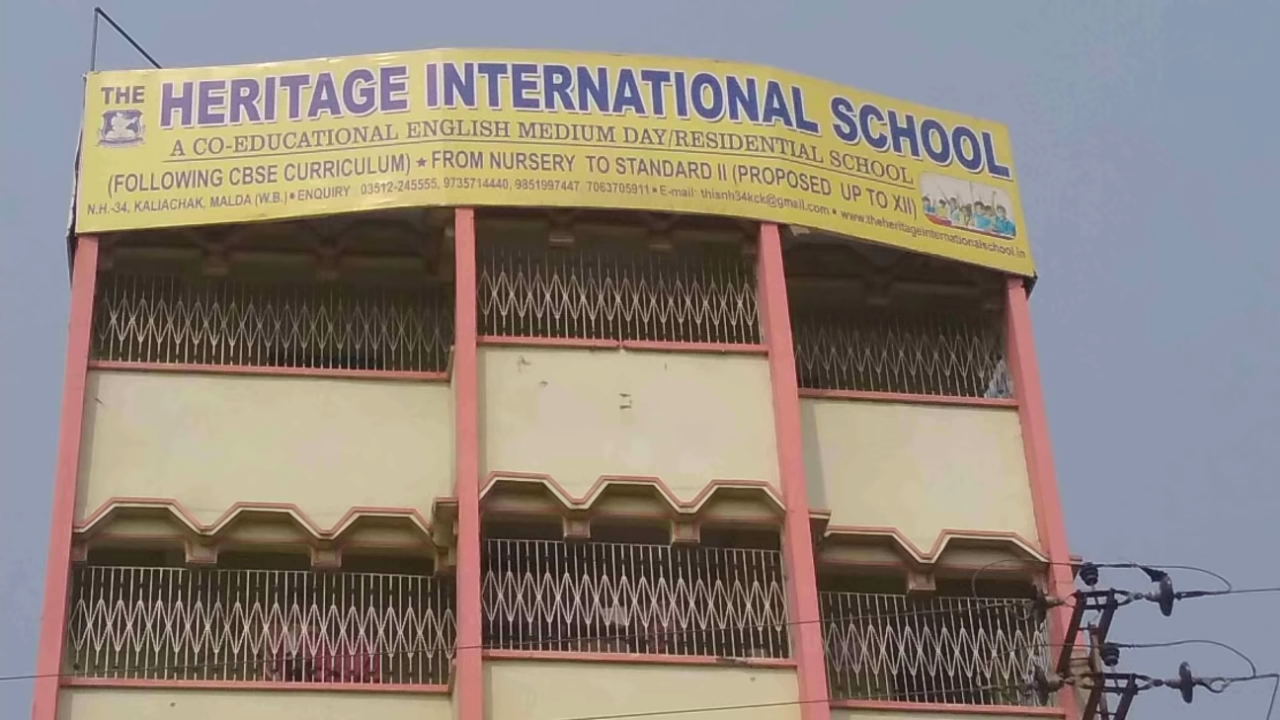 THE HERITAGE INTERNATIONAL SCHOOL
A CO-EDUCATIONAL ENGLISH MEDIUM DAY/RESIDENTIAL SCHOOL
(FOLLOWING CBSE CURRICULUM) ★ FROM NURSERY TO STANDARD II (PROPOSED UP TO XII)
N.H.-34, KALIACHAK, MALDA (W.B.) • ENQUIRY 03512-245555, 9735714440, 9851997447, 7063705911 • E-mail: thisnh34kck@gmail.com • www.theheritageinternationalschool.in